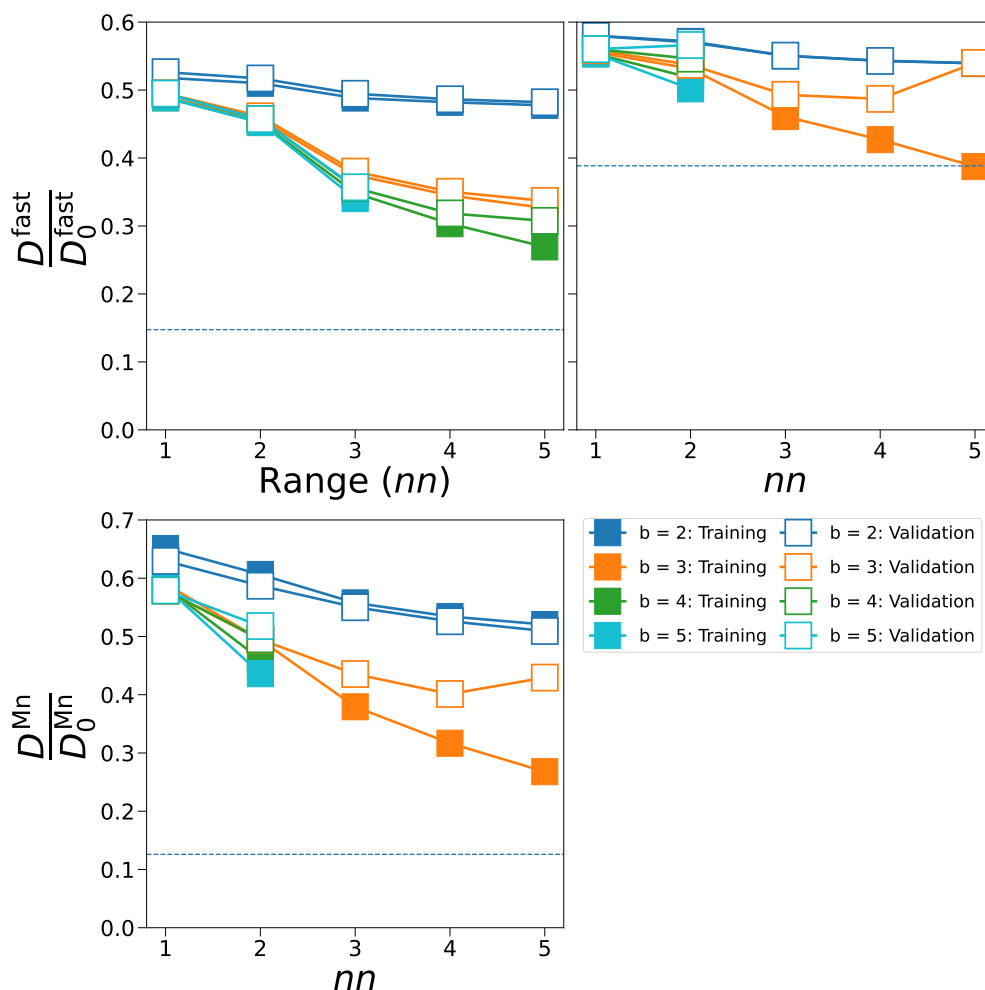 0.6
0.5
0.4
0.3
0.2
0.1
0.0
D^fast
D_0^fast
1 2 3 4 5
Range (nn)
1 2 3 4 5
nn
0.7
0.6
0.5
0.4
0.3
0.2
0.1
0.0
D^Mn
D_0^Mn
1 2 3 4 5
nn
b = 2: Training b = 2: Validation
b = 3: Training b = 3: Validation
b = 4: Training b = 4: Validation
b = 5: Training b = 5: Validation